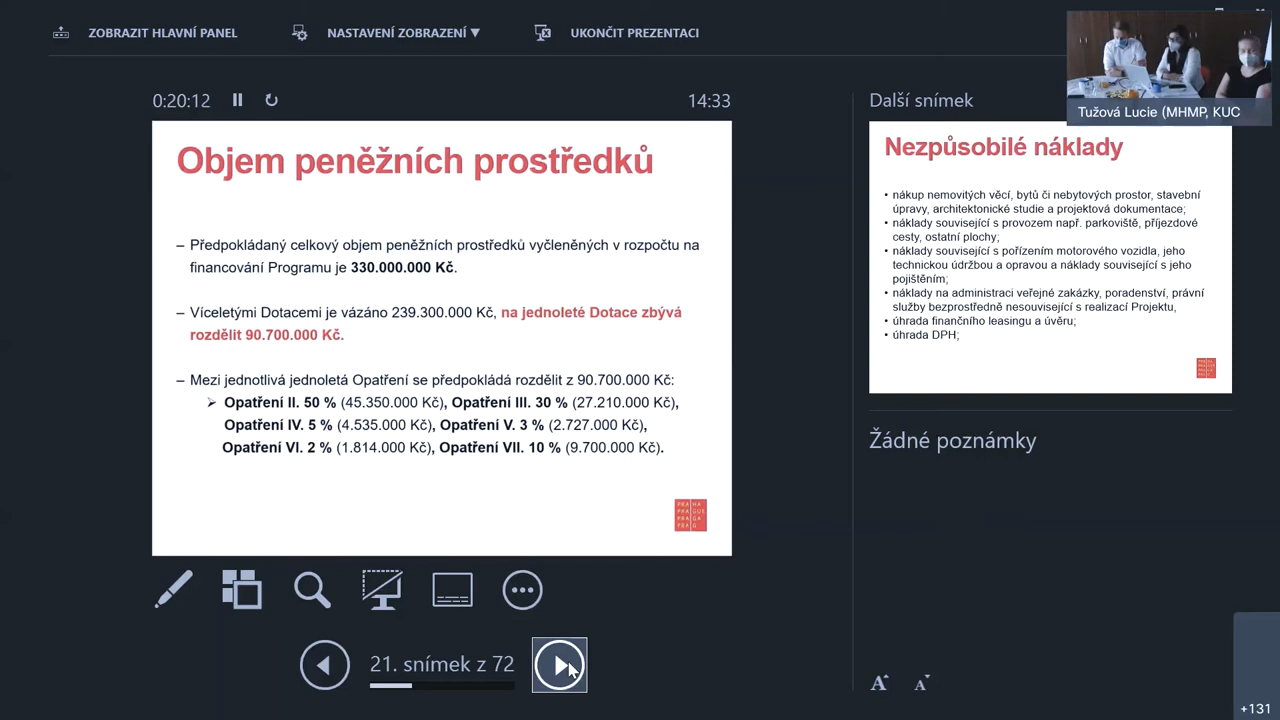 ZOBRAZIT HLAVNÍ PANEL
NASTAVENÍ ZOBRAZENÍ ▼
UKONČIT PREZENTACI
Tužová Lucie (MHMP, KUC
0:20:12
14:33
Objem peněžních prostředků
– Předpokládaný celkový objem peněžních prostředků vyčleněných v rozpočtu na
financování Programu je 330.000.000 Kč.
– Víceletými Dotacemi je vázáno 239.300.000 Kč, na jednoleté Dotace zbývá
rozdělit 90.700.000 Kč.
– Mezi jednotlivá jednoletá Opatření se předpokládá rozdělit z 90.700.000 Kč:
➢ Opatření II. 50 % (45.350.000 Kč), Opatření III. 30 % (27.210.000 Kč),
Opatření IV. 5 % (4.535.000 Kč), Opatření V. 3 % (2.727.000 Kč),
Opatření VI. 2 % (1.814.000 Kč), Opatření VII. 10 % (9.700.000 Kč).
PRA HA
PRA GUE
PRA GA
PRA G
21. snímek z 72
Další snímek
Nezpůsobilé náklady
• nákup nemovitých věcí, bytů či nebytových prostor, stavební
úpravy, architektonické studie a projektová dokumentace;
• náklady související s provozem např. parkoviště, příjezdové
cesty, ostatní plochy;
• náklady související s pořízením motorového vozidla, jeho
technickou údržbou a opravou a náklady související s jeho
pojištěním;
• náklady na administraci veřejné zakázky, poradenství, právní
služby bezprostředně nesouvisející s realizací Projektu,
• úhrada finančního leasingu a úvěru;
• úhrada DPH;
Žádné poznámky
A A
+131